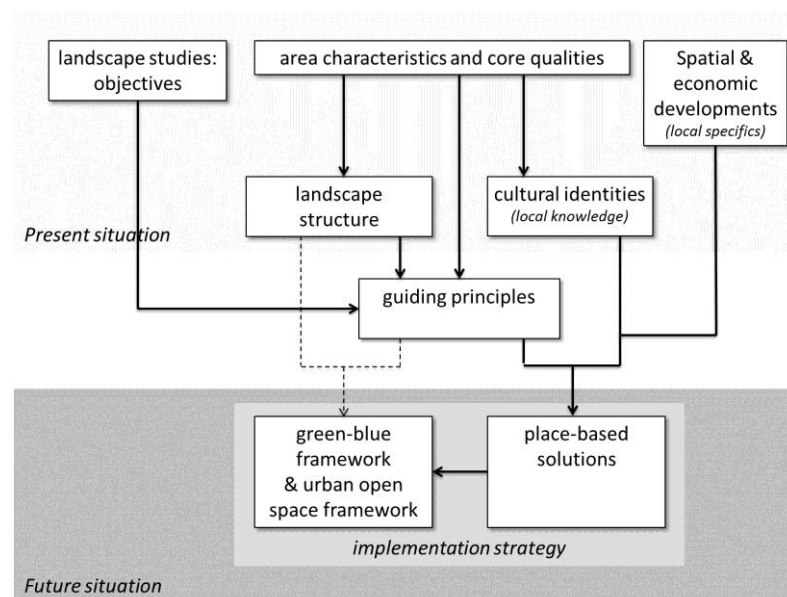 landscape studies:
objectives
area characteristics and core qualities
Spatial &
economic
developments
(local specifics)
landscape
structure
cultural identities
(local knowledge)
Present situation
guiding principles
green-blue
framework
& urban open
space framework
place-based
solutions
implementation strategy
Future situation